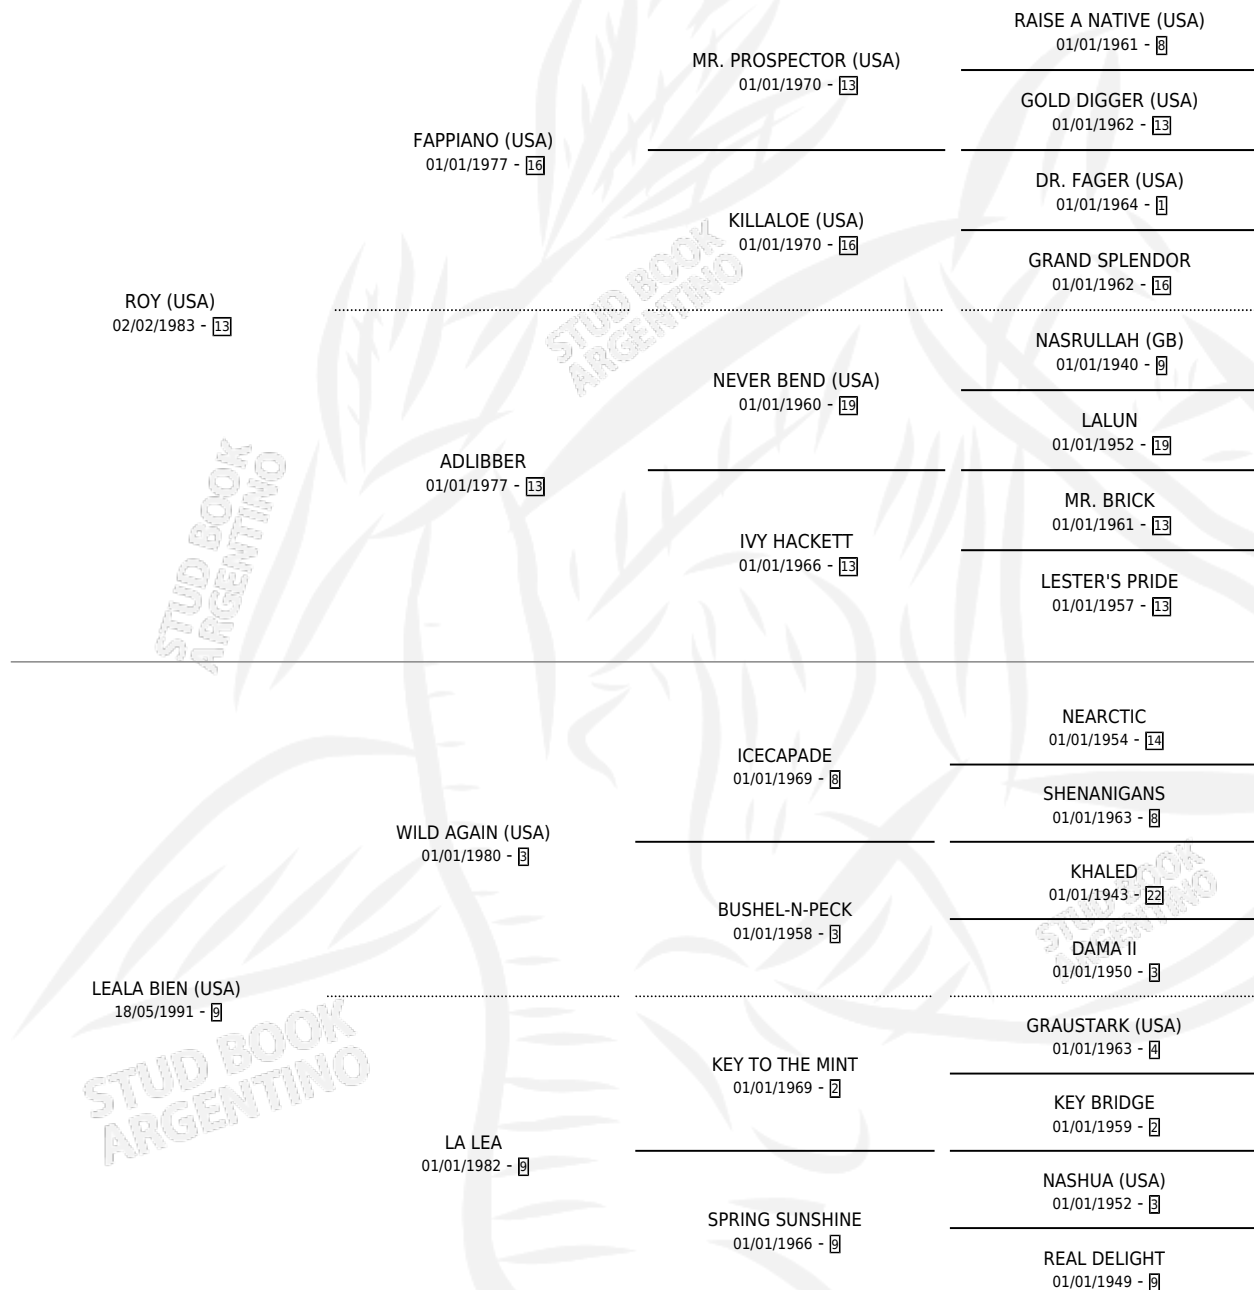 RAISE A NATIVE (USA)
01/01/1961 - 8
MR. PROSPECTOR (USA)
01/01/1970 - 13
GOLD DIGGER (USA)
01/01/1962 - 13
FAPPIANO (USA)
01/01/1977 - 16
DR. FAGER (USA)
01/01/1964 - 1
KILLALOE (USA)
01/01/1970 - 16
GRAND SPLENDOR
01/01/1962 - 16
ROY (USA)
02/02/1983 - 13
STUD BOOK
ARGENTINO
NASRULLAH (GB)
01/01/1940 - 9
NEVER BEND (USA)
01/01/1960 - 19
LALUN
01/01/1952 - 19
ADLIBBER
01/01/1977 - 13
MR. BRICK
01/01/1961 - 13
IVY HACKETT
01/01/1966 - 13
LESTER'S PRIDE
01/01/1957 - 13
STUD BOOK
ARGENTINO
NEARCTIC
01/01/1954 - 14
ICECAPADE
01/01/1969 - 8
SHENANIGANS
01/01/1963 - 8
WILD AGAIN (USA)
01/01/1980 - 3
KHALED
01/01/1943 - 22
BUSHEL-N-PECK
01/01/1958 - 3
STUD BOOK
ARGENTINO
DAMA II
01/01/1950 - 3
LEALA BIEN (USA)
18/05/1991 - 9
GRAUSTARK (USA)
01/01/1963 - 4
KEY TO THE MINT
01/01/1969 - 2
STUD BOOK
ARGENTINO
KEY BRIDGE
01/01/1959 - 2
LA LEA
01/01/1982 - 9
NASHUA (USA)
01/01/1952 - 3
SPRING SUNSHINE
01/01/1966 - 9
REAL DELIGHT
01/01/1949 - 9